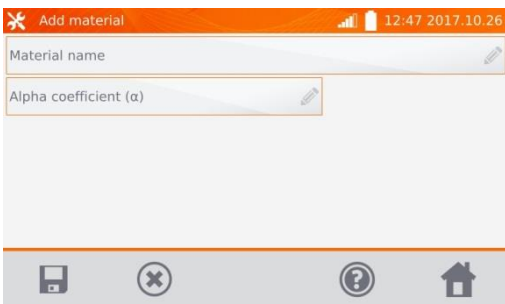 Add material 12:47 2017.10.26
Material name
Alpha coefficient (α)